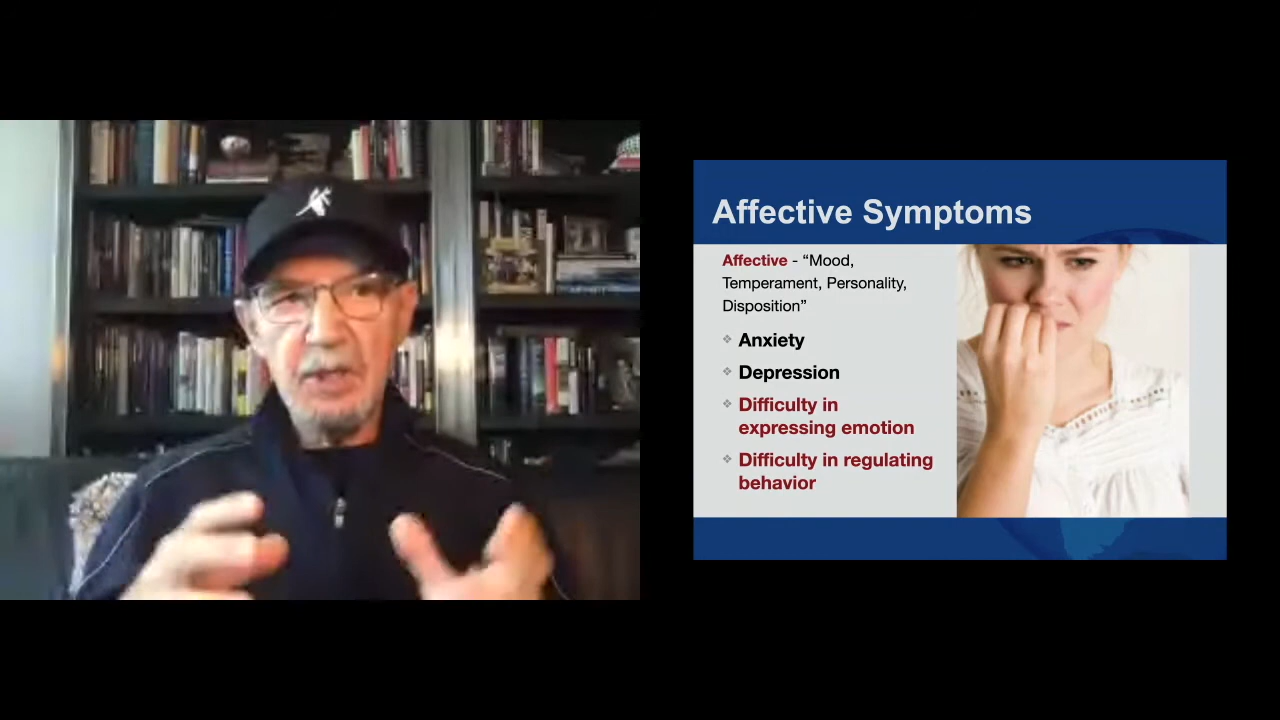 Affective Symptoms
Affective - “Mood,
Temperament, Personality,
Disposition”
Anxiety
Depression
Difficulty in
expressing emotion
Difficulty in regulating
behavior